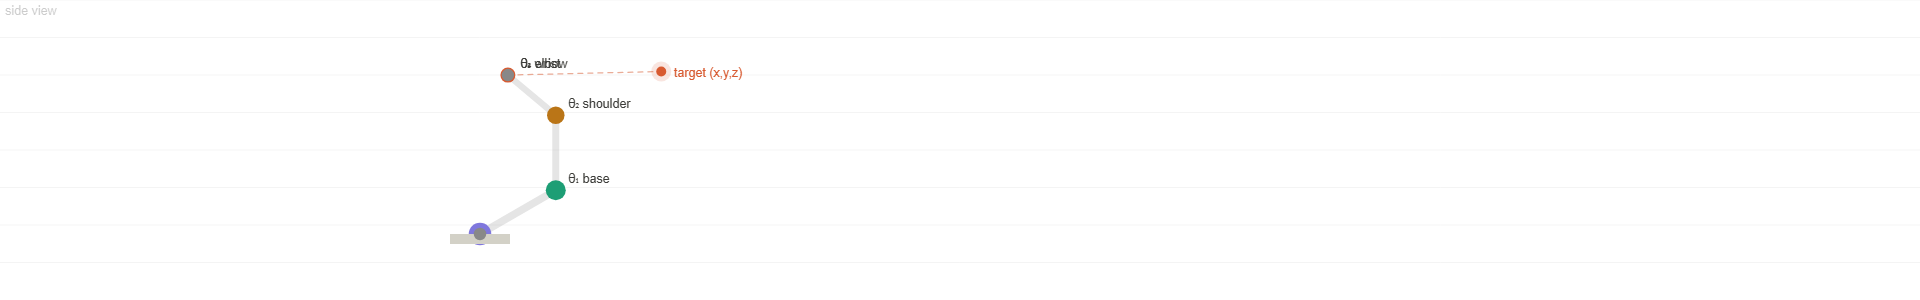 side view
target (x,y,z)
θ₂ shoulder
θ₁ base